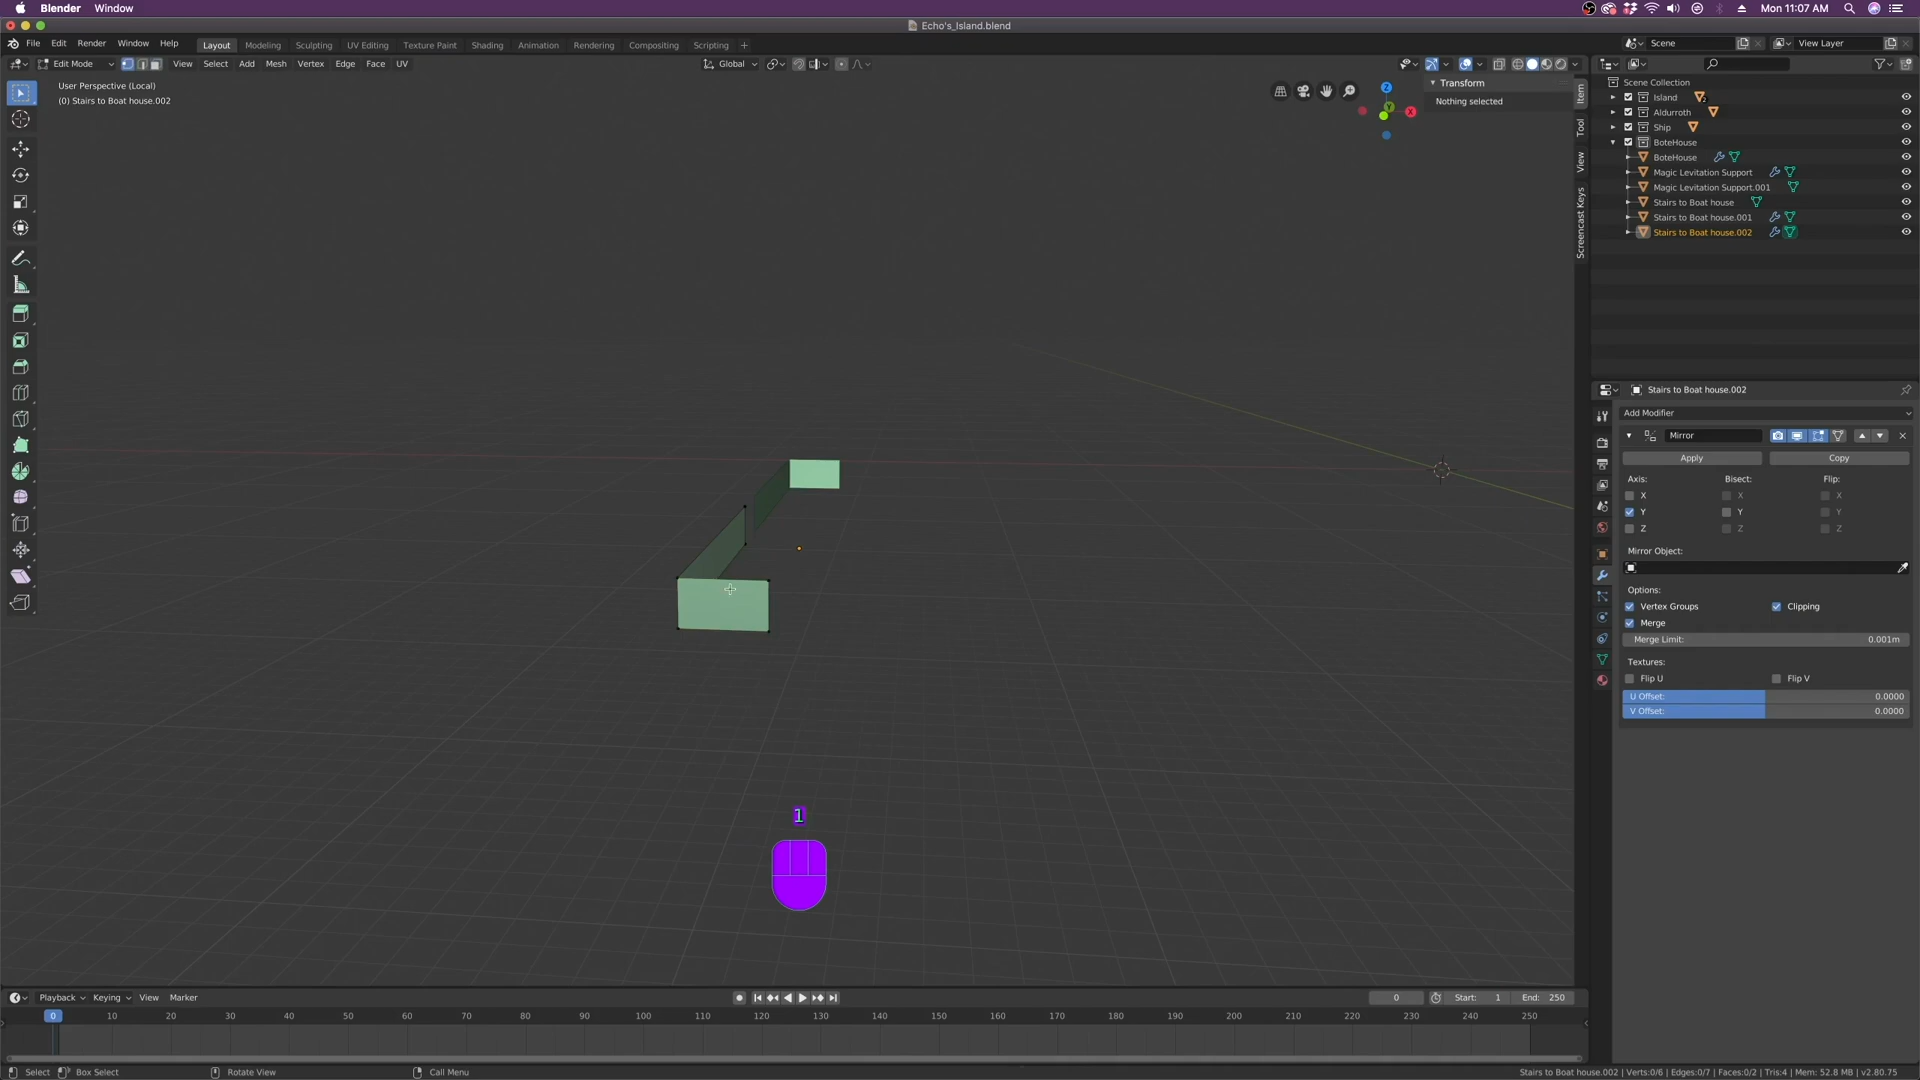 Blender Window
Mon 11:07 AM
Echo's_Island.blend
File Edit Render Window Help Layout Modeling Sculpting UV Editing Texture Paint Shading Animation Rendering Compositing Scripting +
Scene View Layer
Edit Mode View Select Add Mesh Vertex Edge Face UV Global
User Perspective (Local)
(0) Stairs to Boat house.002
Transform
Nothing selected
Item
Tool
View
Screencast Keys
Z
Y
X
Scene Collection
Island 2
Aldurroth
Ship
BoteHouse
BoteHouse
Magic Levitation Support
Magic Levitation Support.001
Stairs to Boat house
Stairs to Boat house.001
Stairs to Boat house.002
Stairs to Boat house.002
Add Modifier
Mirror
Apply Copy
Axis: Bisect: Flip:
X X X
Y Y Y
Z Z Z
Mirror Object:
Options:
Vertex Groups Clipping
Merge
Merge Limit: 0.001m
Textures:
Flip U Flip V
U Offset: 0.0000
V Offset: 0.0000
1
Playback Keying View Marker 0 Start: 1 End: 250
0 10 20 30 40 50 60 70 80 90 100 110 120 130 140 150 160 170 180 190 200 210 220 230 240 250
Select Box Select Rotate View Call Menu Stairs to Boat house.002 | Verts:0/6 | Edges:0/7 | Faces:0/2 | Tris:4 | Mem: 52.8 MB | v2.80.75